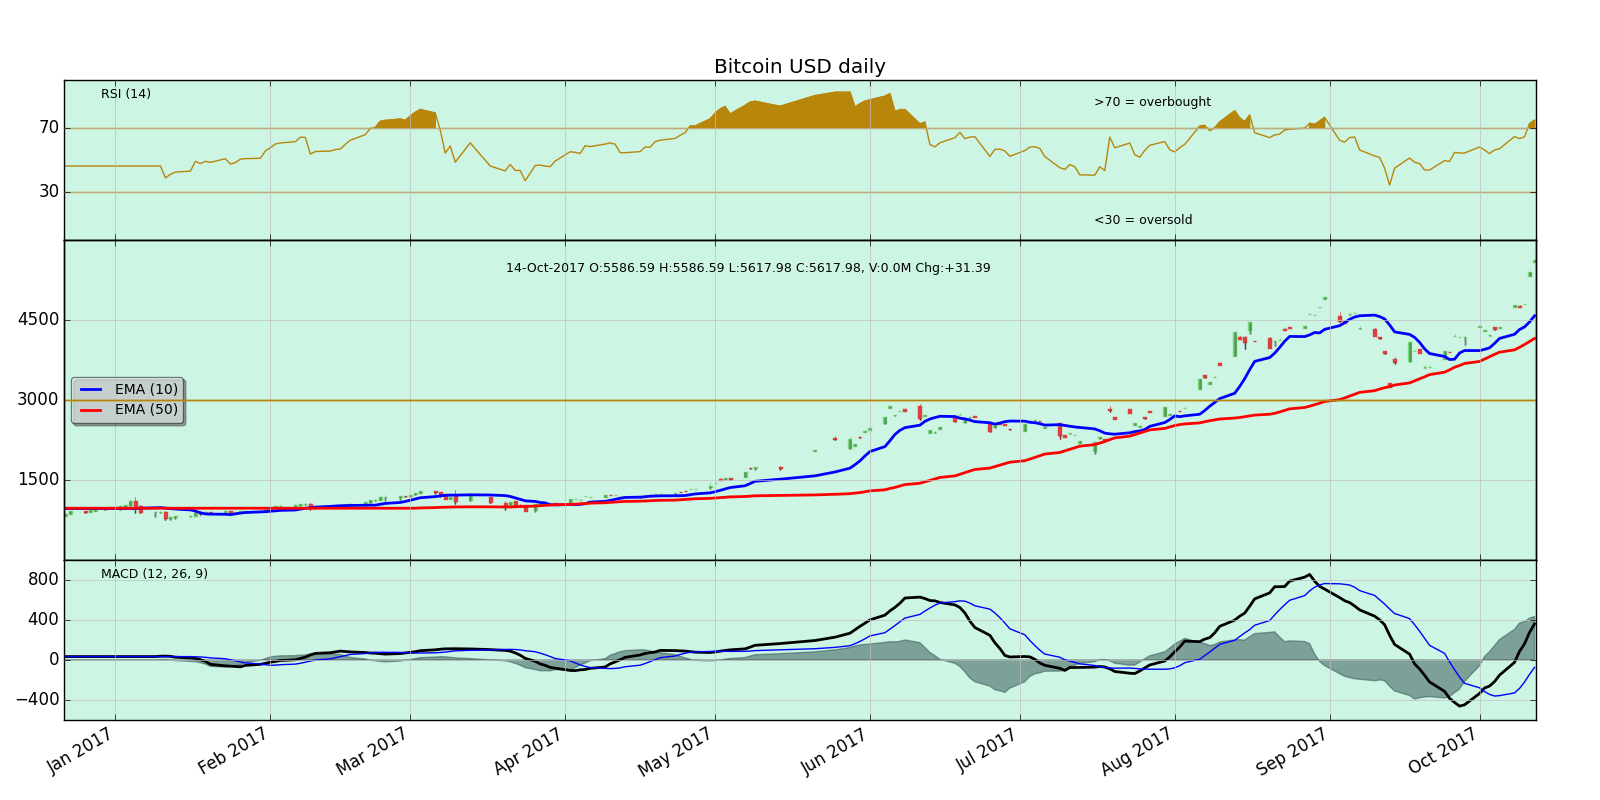 Bitcoin USD daily
RSI (14)
>70 = overbought
70
30
<30 = oversold
14-Oct-2017 O:5586.59 H:5586.59 L:5617.98 C:5617.98, V:0.0M Chg:+31.39
4500
3000
1500
EMA (10)
EMA (50)
MACD (12, 26, 9)
800
400
0
−400
Jan 2017 Feb 2017 Mar 2017 Apr 2017 May 2017 Jun 2017 Jul 2017 Aug 2017 Sep 2017 Oct 2017